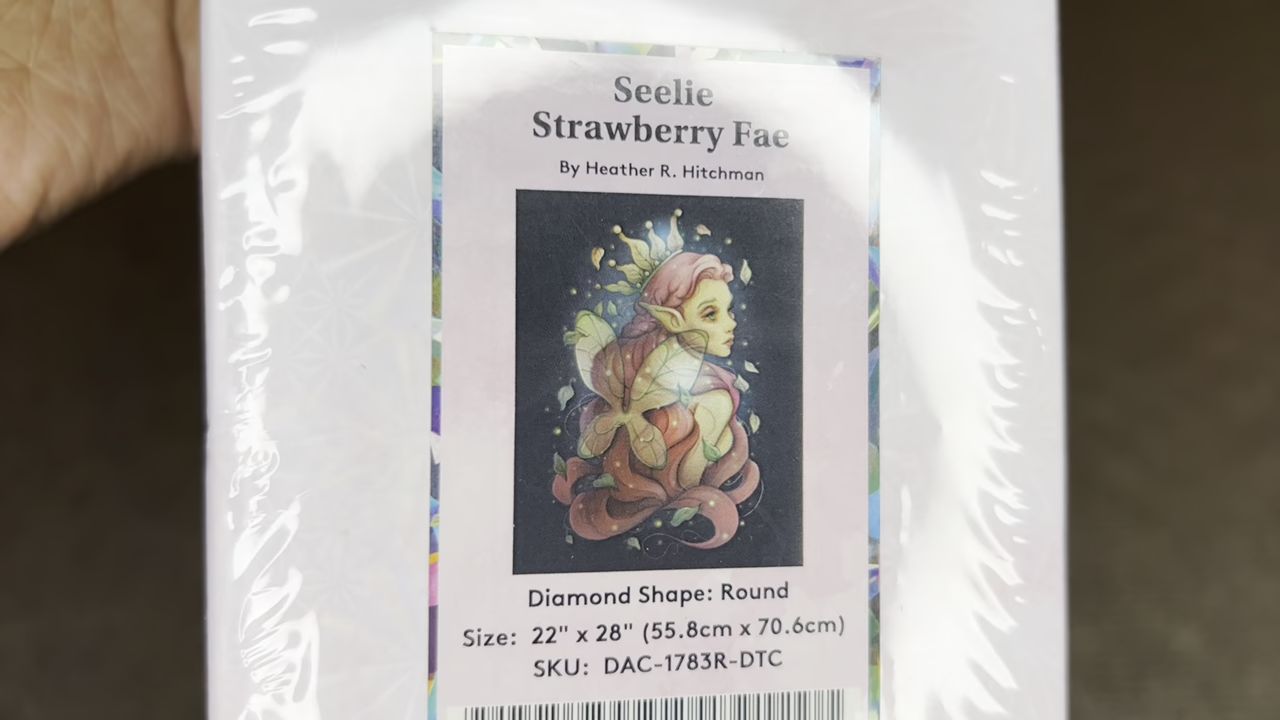 Seelie
Strawberry Fae
By Heather R. Hitchman
Diamond Shape: Round
Size: 22" x 28" (55.8cm x 70.6cm)
SKU: DAC-1783R-DTC